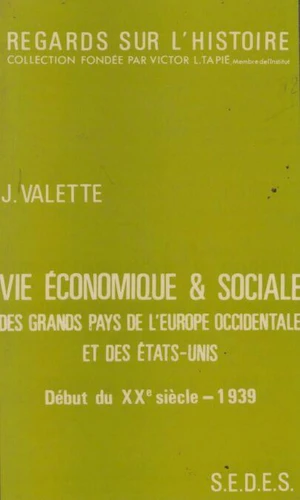 REGARDS SUR L'HISTOIRE
COLLECTION FONDÉE PAR VICTOR L. TAPIÉ, Membre de l'Institut
J. VALETTE
VIE ÉCONOMIQUE & SOCIALE
DES GRANDS PAYS DE L'EUROPE OCCIDENTALE
ET DES ÉTATS-UNIS
Début du XXe siècle – 1939
S.E.D.E.S.